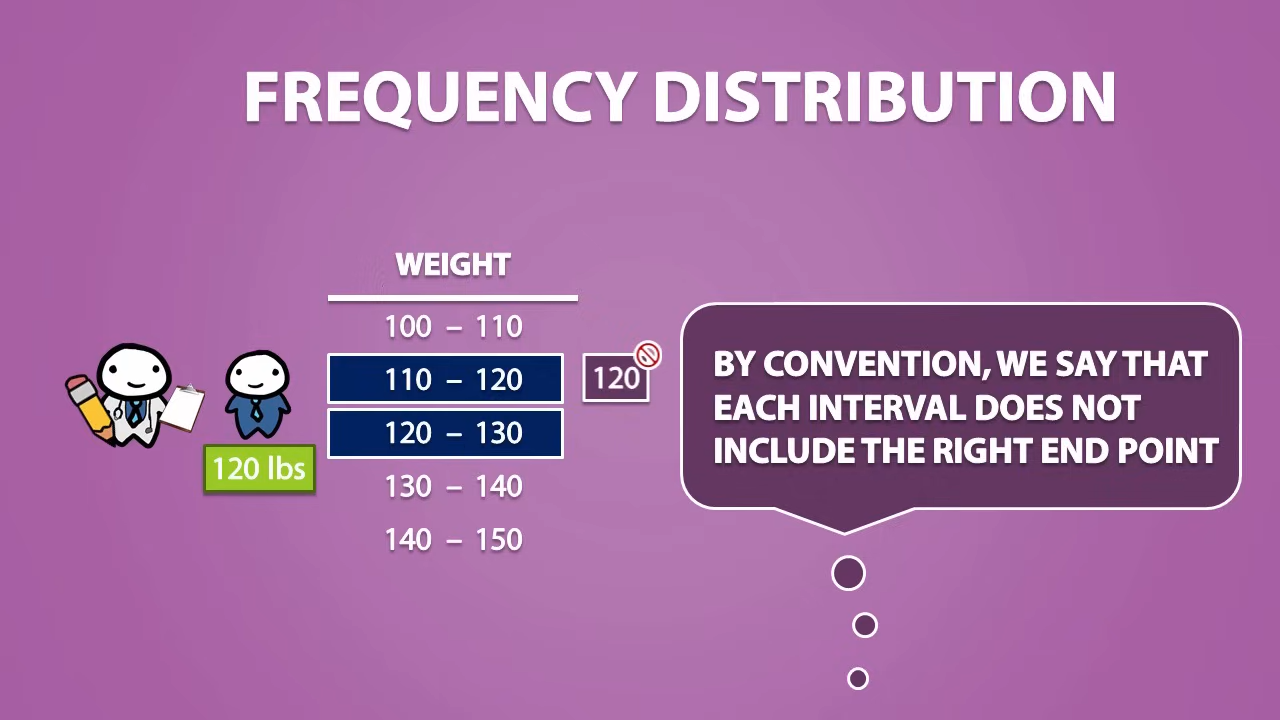 FREQUENCY DISTRIBUTION
WEIGHT
100 – 110
110 – 120
120
120 – 130
130 – 140
140 – 150
120 lbs
BY CONVENTION, WE SAY THAT
EACH INTERVAL DOES NOT
INCLUDE THE RIGHT END POINT